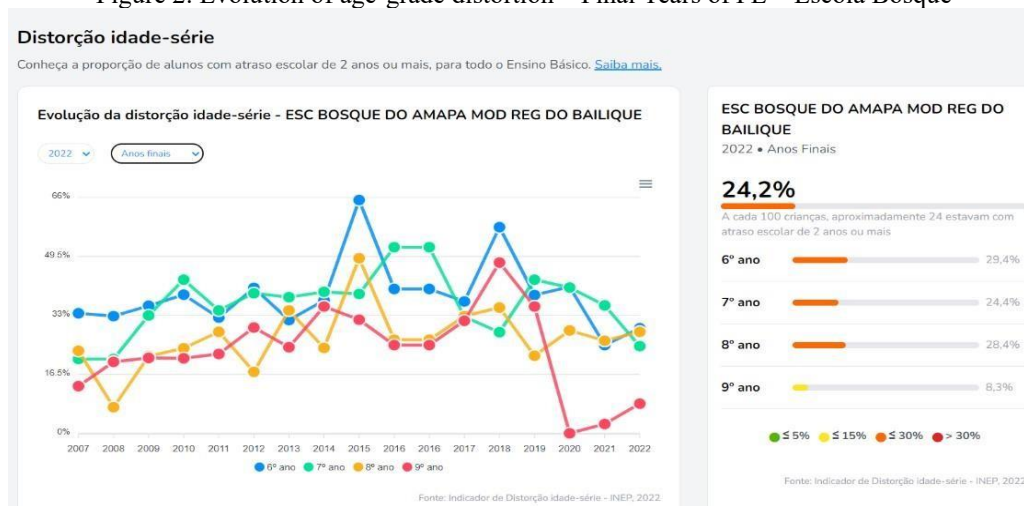 Figure 2: Evolution of age-grade distortion – Final Years of FE – Escola Bosque
Distorção idade-série
Conheça a proporção de alunos com atraso escolar de 2 anos ou mais, para todo o Ensino Básico. Saiba mais.
Evolução da distorção idade-série - ESC BOSQUE DO AMAPA MOD REG DO BAILIQUE
2022
Anos finais
66%
49.5%
33%
16.5%
0%
2007 2008 2009 2010 2011 2012 2013 2014 2015 2016 2016 2017 2018 2019 2020 2021 2022
6º ano 7º ano 8º ano 9º ano
Fonte: Indicador de Distorção idade-série - INEP, 2022
ESC BOSQUE DO AMAPA MOD REG DO
BAILIQUE
2022 • Anos Finais
24,2%
A cada 100 crianças, aproximadamente 24 estavam com
atraso escolar de 2 anos ou mais
6º ano 29,4%
7º ano 24,4%
8º ano 28,4%
9º ano 8,3%
≤ 5% ≤ 15% ≤ 30% > 30%
Fonte: Indicador de Distorção idade-série - INEP, 2022